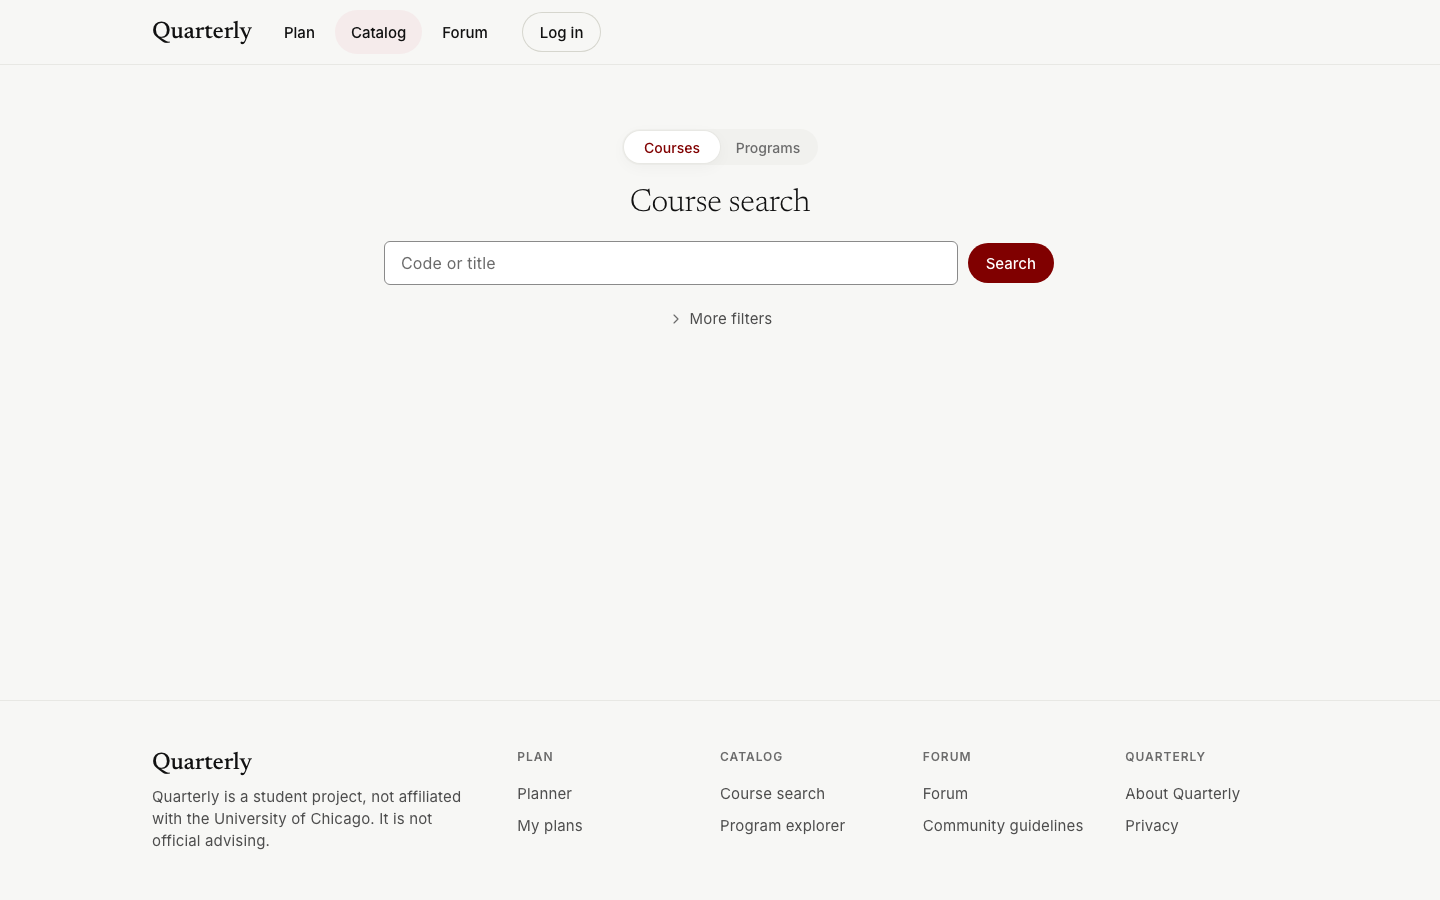 Quarterly
Plan
Catalog
Forum
Log in
Courses
Programs
Course search
Code or title
Search
More filters
Quarterly
Quarterly is a student project, not affiliated
with the University of Chicago. It is not
official advising.
PLAN
Planner
My plans
CATALOG
Course search
Program explorer
FORUM
Forum
Community guidelines
QUARTERLY
About Quarterly
Privacy